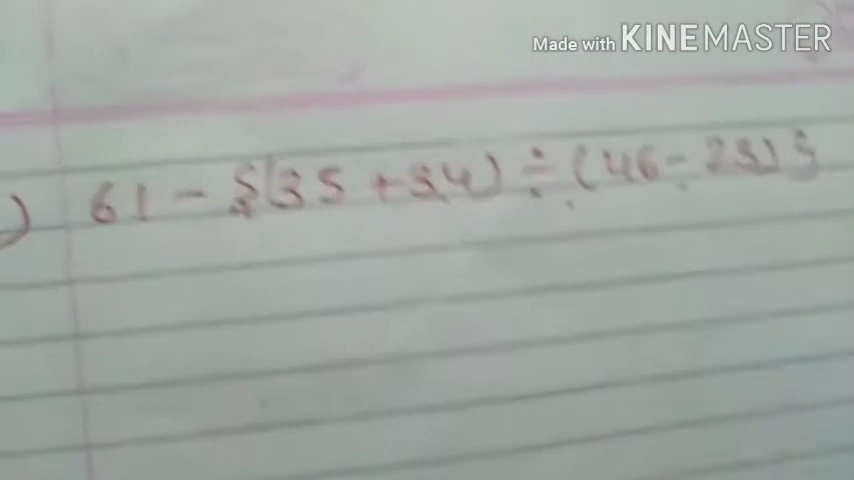 Made with KINEMASTER
) 61 - {(35 + 34) ÷ (46 - 23)}